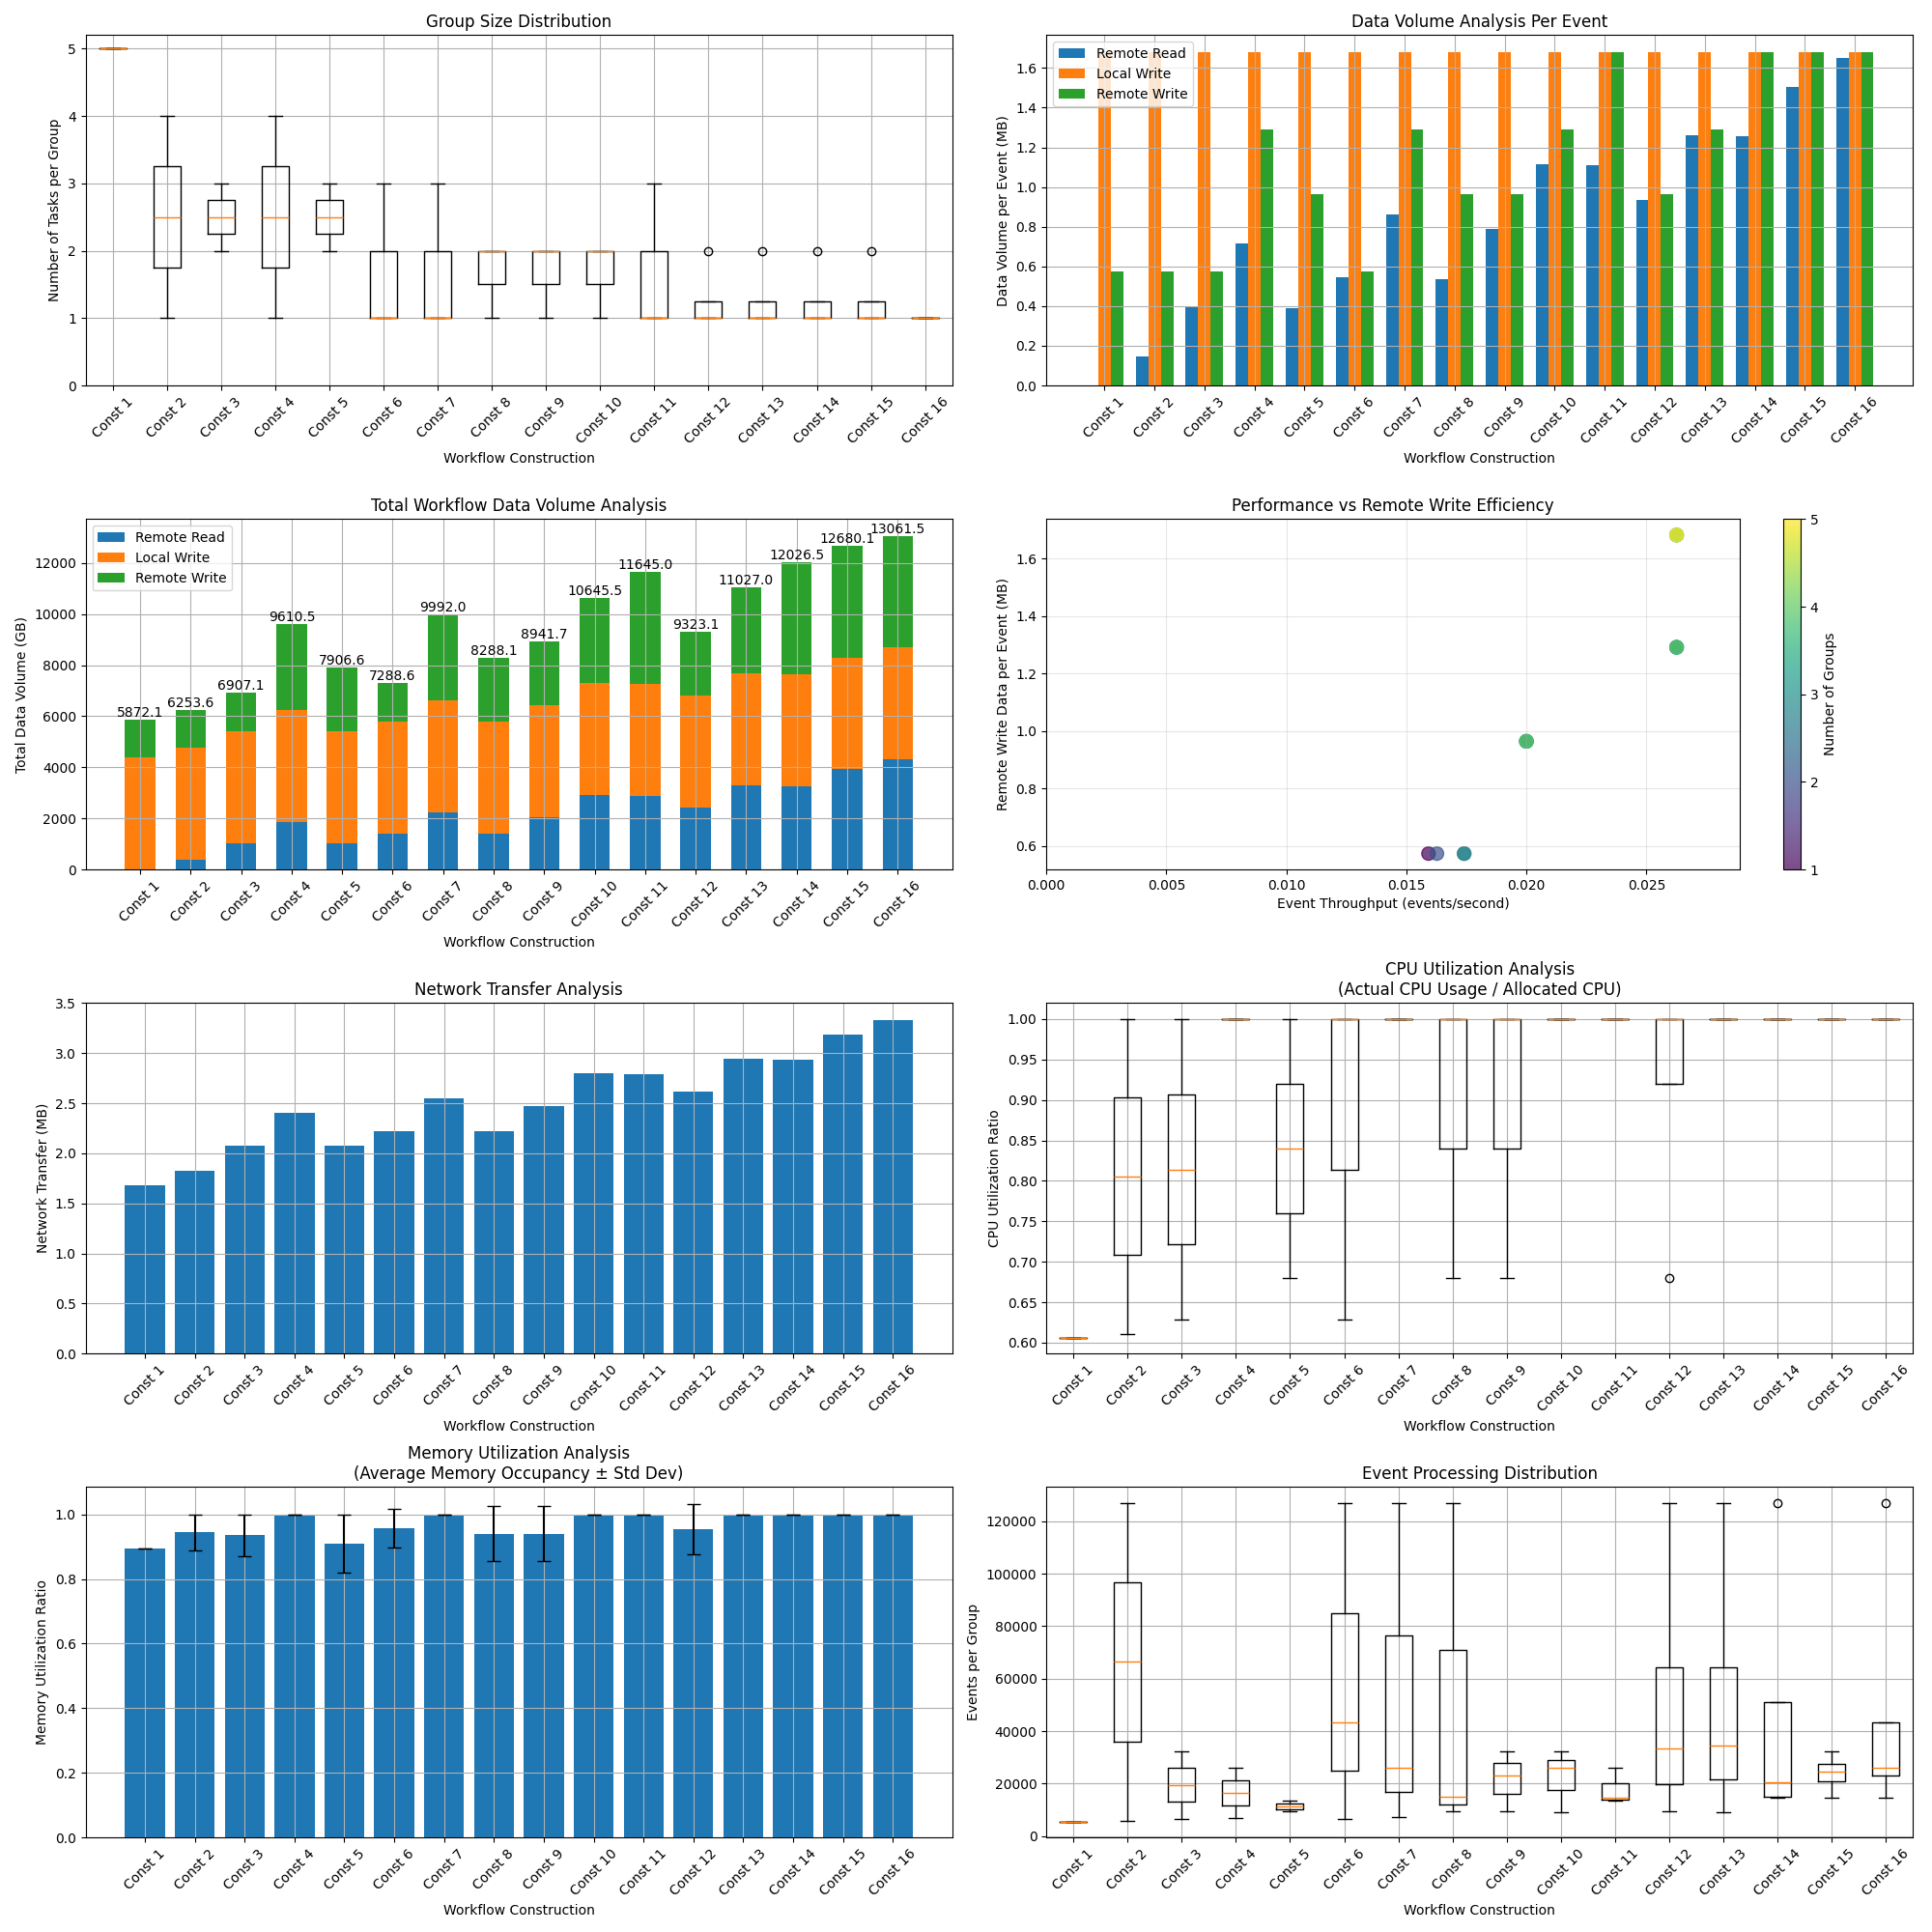 Group Size Distribution
Number of Tasks per Group
5
4
3
2
1
0
Const 1
Const 2
Const 3
Const 4
Const 5
Const 6
Const 7
Const 8
Const 9
Const 10
Const 11
Const 12
Const 13
Const 14
Const 15
Const 16
Workflow Construction
Data Volume Analysis Per Event
Remote Read
Local Write
Remote Write
Data Volume per Event (MB)
1.6
1.4
1.2
1.0
0.8
0.6
0.4
0.2
0.0
Const 1
Const 2
Const 3
Const 4
Const 5
Const 6
Const 7
Const 8
Const 9
Const 10
Const 11
Const 12
Const 13
Const 14
Const 15
Const 16
Workflow Construction
Total Workflow Data Volume Analysis
Remote Read
Local Write
Remote Write
Total Data Volume (GB)
12000
10000
8000
6000
4000
2000
0
5872.1
6253.6
6907.1
9610.5
7906.6
7288.6
9992.0
8288.1
8941.7
10645.5
11645.0
9323.1
11027.0
12026.5
12680.1
13061.5
Const 1
Const 2
Const 3
Const 4
Const 5
Const 6
Const 7
Const 8
Const 9
Const 10
Const 11
Const 12
Const 13
Const 14
Const 15
Const 16
Workflow Construction
Performance vs Remote Write Efficiency
Remote Write Data per Event (MB)
1.6
1.4
1.2
1.0
0.8
0.6
0.000
0.005
0.010
0.015
0.020
0.025
Event Throughput (events/second)
5
4
3
2
1
Number of Groups
Network Transfer Analysis
Network Transfer (MB)
3.5
3.0
2.5
2.0
1.5
1.0
0.5
0.0
Const 1
Const 2
Const 3
Const 4
Const 5
Const 6
Const 7
Const 8
Const 9
Const 10
Const 11
Const 12
Const 13
Const 14
Const 15
Const 16
Workflow Construction
CPU Utilization Analysis
(Actual CPU Usage / Allocated CPU)
CPU Utilization Ratio
1.00
0.95
0.90
0.85
0.80
0.75
0.70
0.65
0.60
Const 1
Const 2
Const 3
Const 4
Const 5
Const 6
Const 7
Const 8
Const 9
Const 10
Const 11
Const 12
Const 13
Const 14
Const 15
Const 16
Workflow Construction
Memory Utilization Analysis
(Average Memory Occupancy ± Std Dev)
Memory Utilization Ratio
1.0
0.8
0.6
0.4
0.2
0.0
Const 1
Const 2
Const 3
Const 4
Const 5
Const 6
Const 7
Const 8
Const 9
Const 10
Const 11
Const 12
Const 13
Const 14
Const 15
Const 16
Workflow Construction
Event Processing Distribution
Events per Group
120000
100000
80000
60000
40000
20000
0
Const 1
Const 2
Const 3
Const 4
Const 5
Const 6
Const 7
Const 8
Const 9
Const 10
Const 11
Const 12
Const 13
Const 14
Const 15
Const 16
Workflow Construction